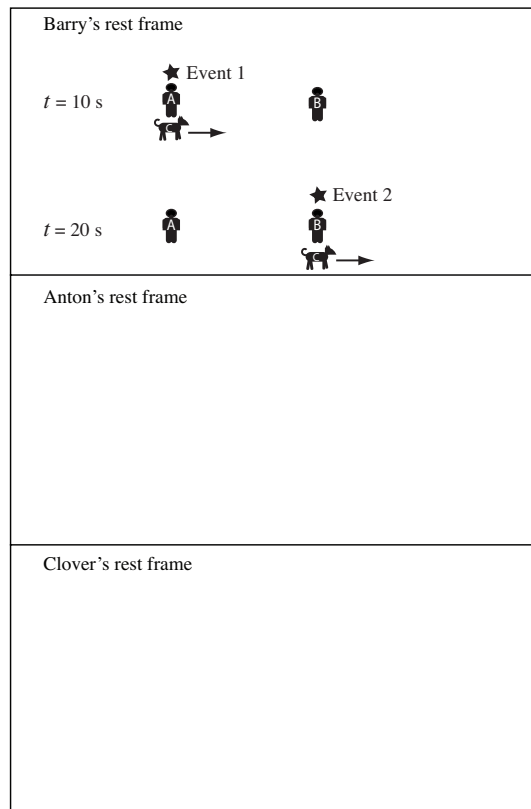 Barry's rest frame
Event 1
t = 10 s
A
B
C
Event 2
t = 20 s
A
B
C
Anton's rest frame
Clover's rest frame